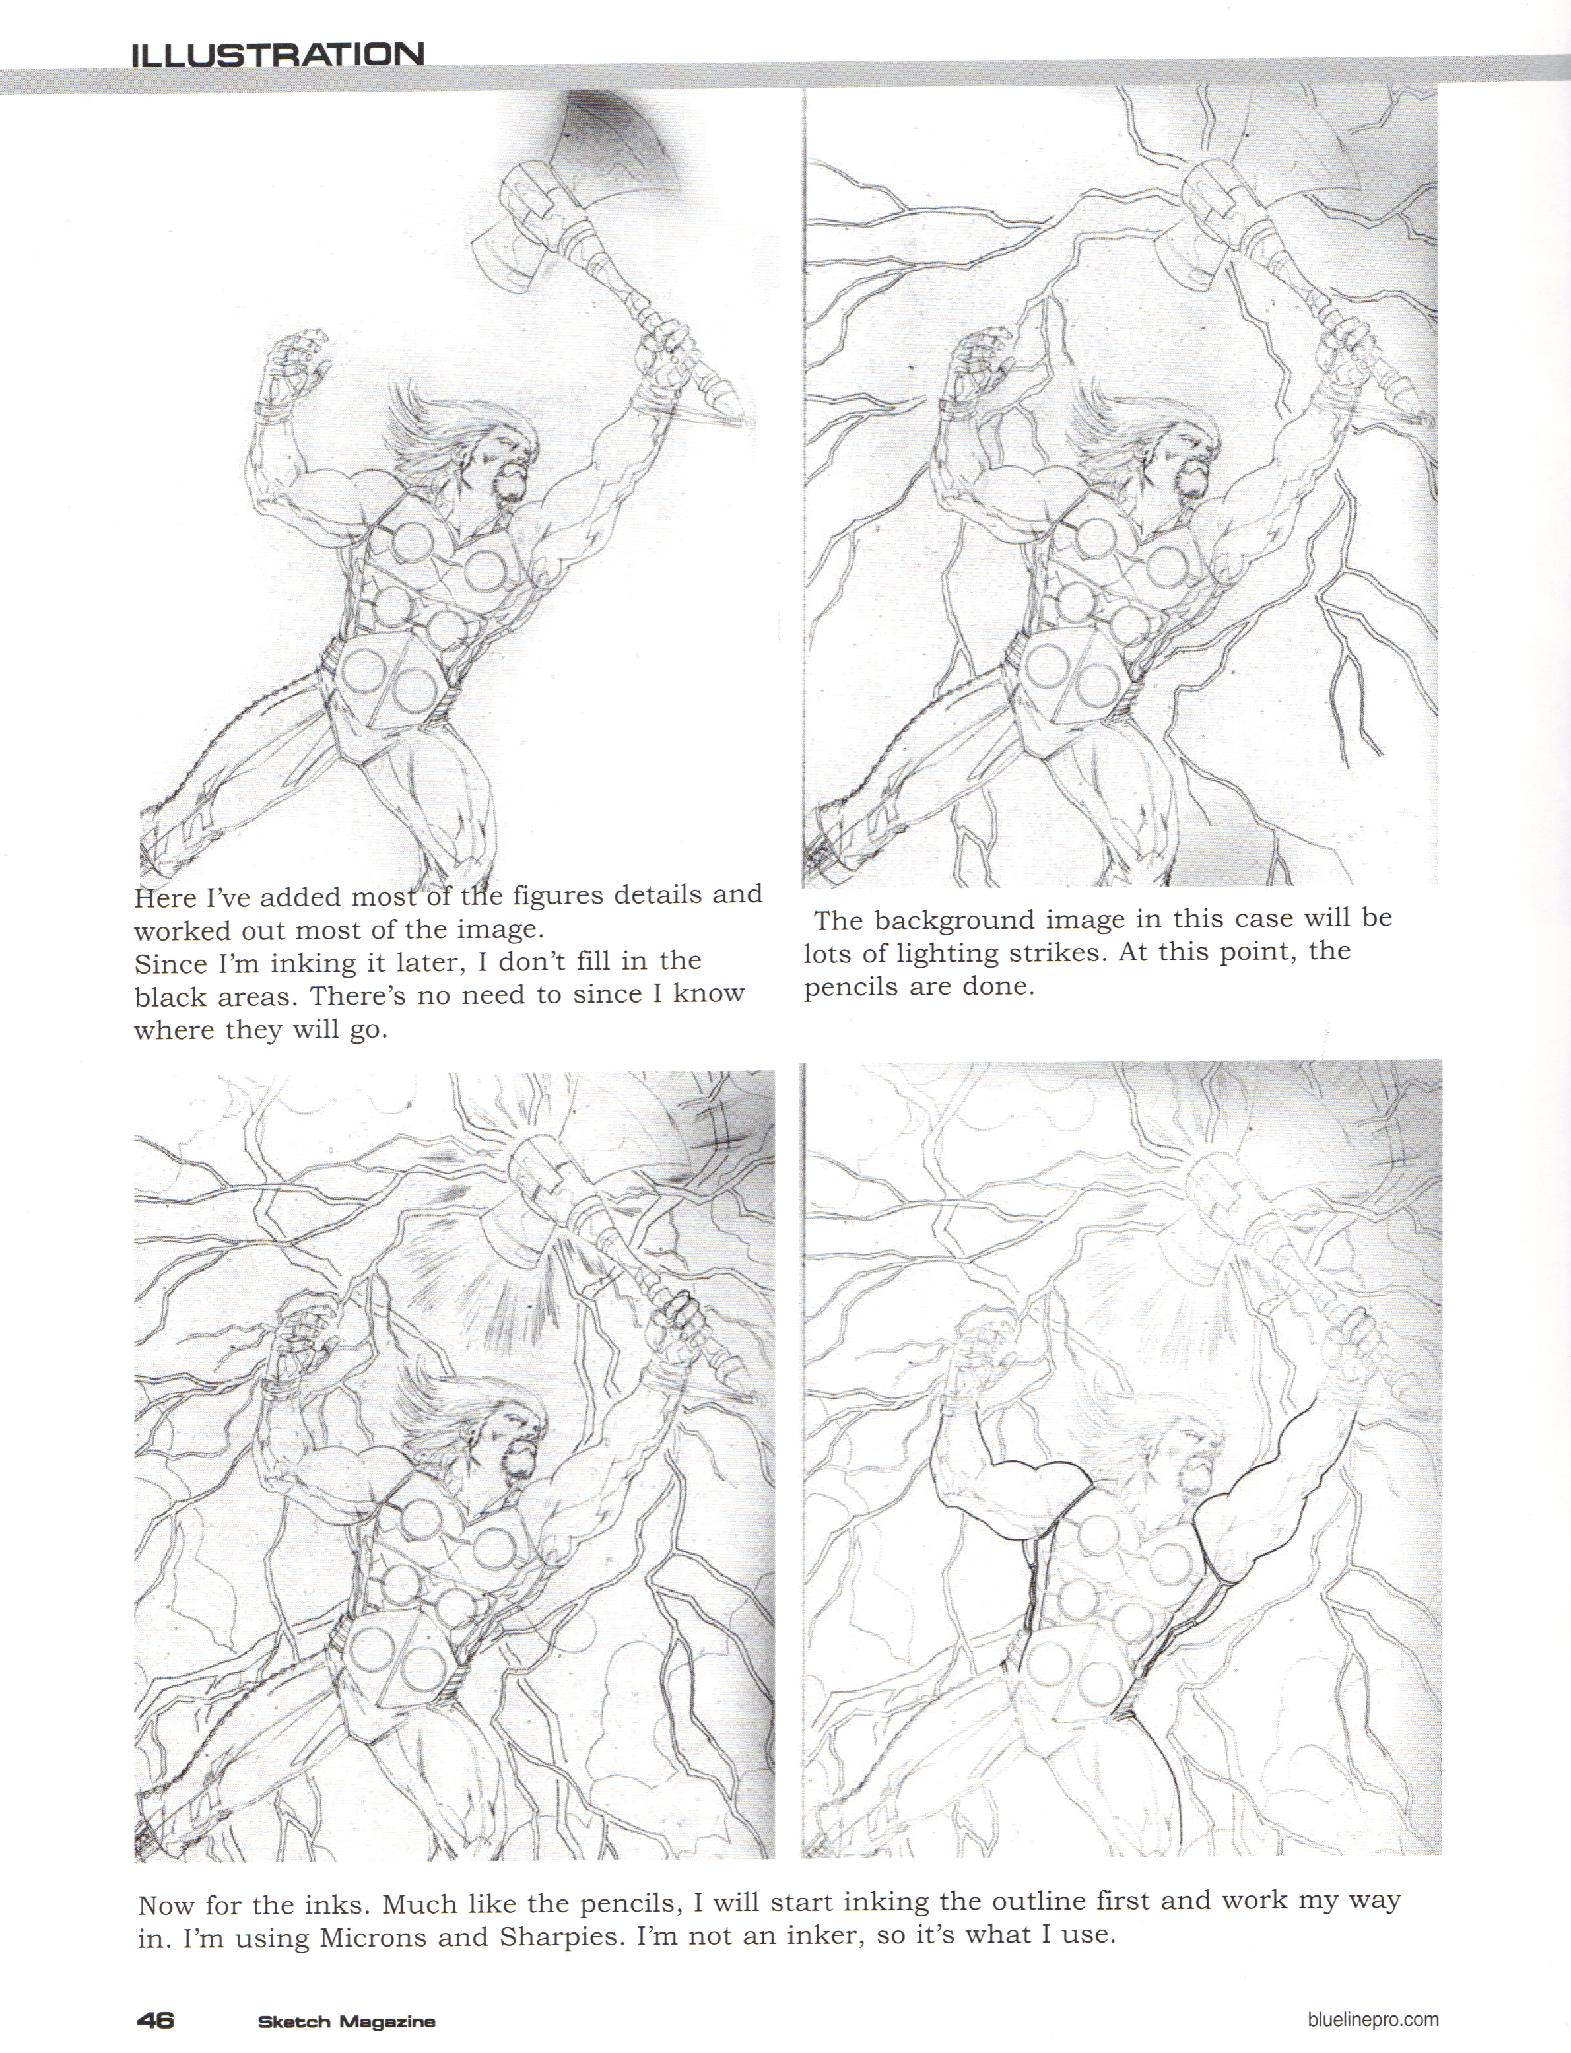 ILLUSTRATION
Here I've added most of the figures details and
worked out most of the image.
Since I'm inking it later, I don't fill in the
black areas. There's no need to since I know
where they will go.
The background image in this case will be
lots of lighting strikes. At this point, the
pencils are done.
Now for the inks. Much like the pencils, I will start inking the outline first and work my way
in. I'm using Microns and Sharpies. I'm not an inker, so it's what I use.
46 Sketch Magazine bluelinepro.com